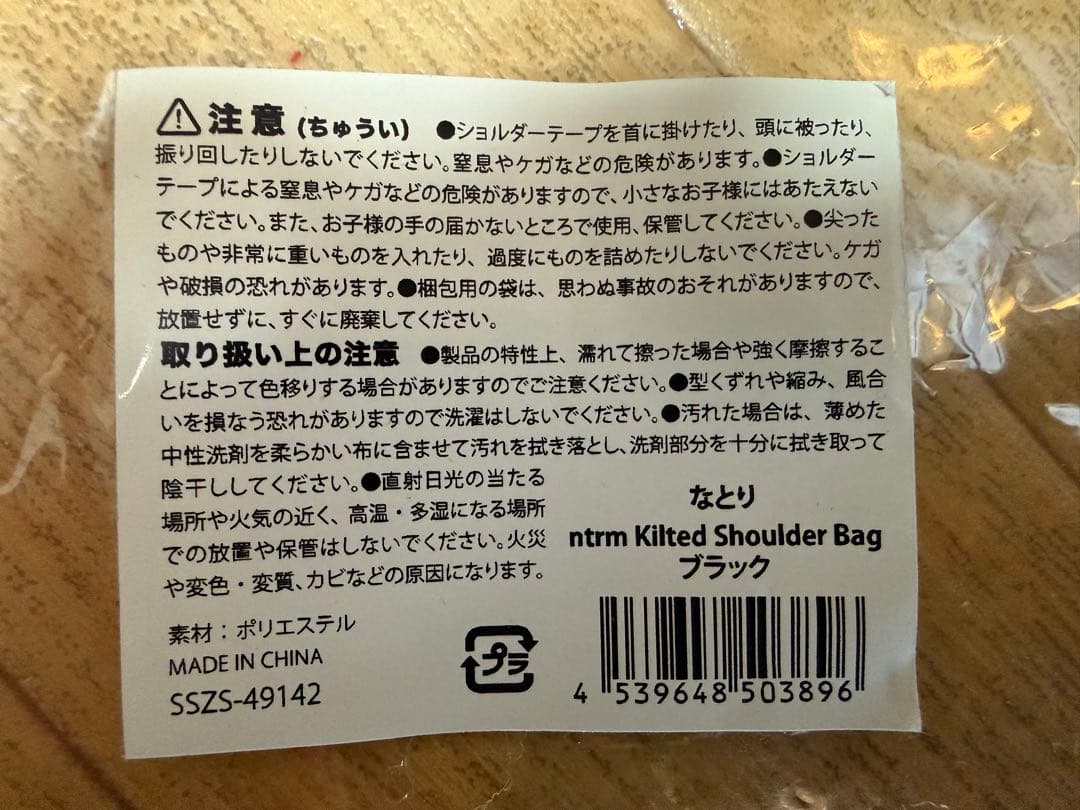 ⚠注意(ちゅうい) ●ショルダーテープを首に掛けたり、頭に被ったり、
振り回したりしないでください。窒息やケガなどの危険があります。●ショルダー
テープによる窒息やケガなどの危険がありますので、小さなお子様にはあたえない
でください。また、お子様の手の届かないところで使用、保管してください。●尖った
ものや非常に重いものを入れたり、過度にものを詰めたりしないでください。ケガ
や破損の恐れがあります。●梱包用の袋は、思わぬ事故のおそれがありますので、
放置せずに、すぐに廃棄してください。
取り扱い上の注意 ●製品の特性上、濡れて擦った場合や強く摩擦するこ
とによって色移りする場合がありますのでご注意ください。●型くずれや縮み、風合
いを損なう恐れがありますので洗濯はしないでください。●汚れた場合は、薄めた
中性洗剤を柔らかい布に含ませて汚れを拭き落とし、洗剤部分を十分に拭き取って
陰干ししてください。●直射日光の当たる
場所や火気の近く、高温・多湿になる場所
での放置や保管はしないでください。火災
や変色・変質、カビなどの原因になります。
なとり
ntrm Kilted Shoulder Bag
ブラック
素材：ポリエステル
MADE IN CHINA
SSZS-49142
プラ
4 539648 503896